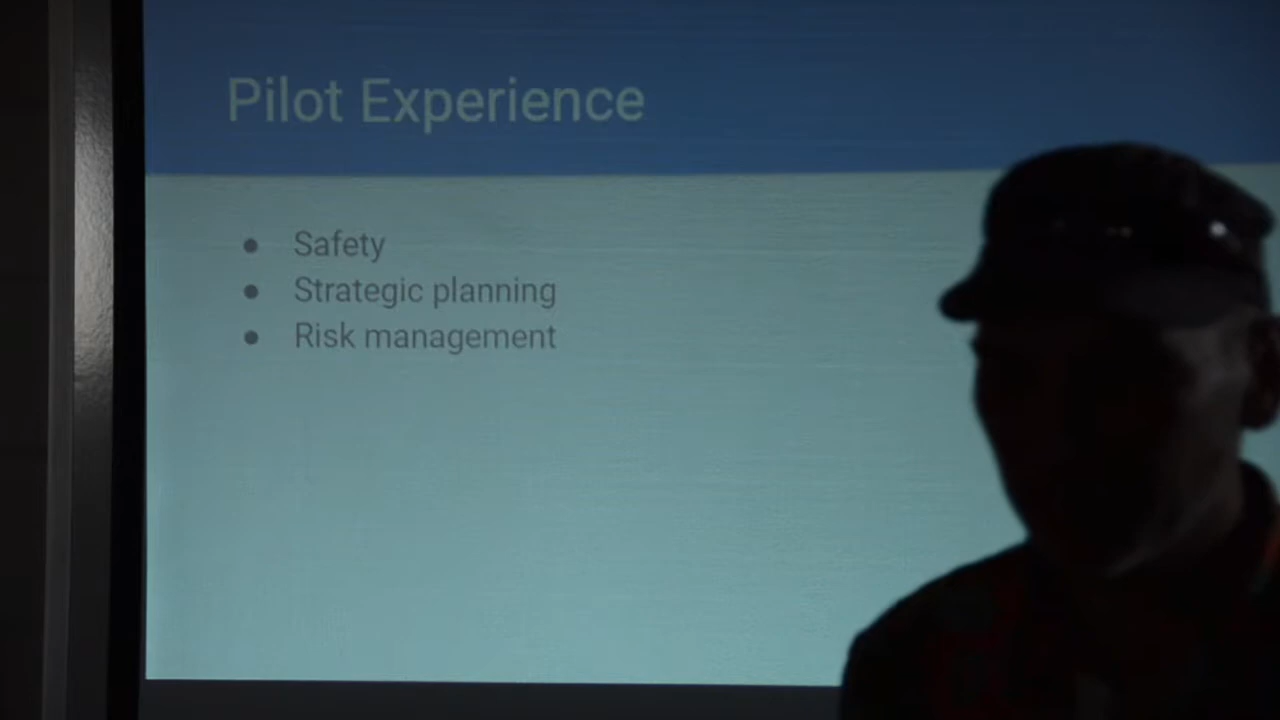 Pilot Experience
● Safety
● Strategic planning
● Risk management